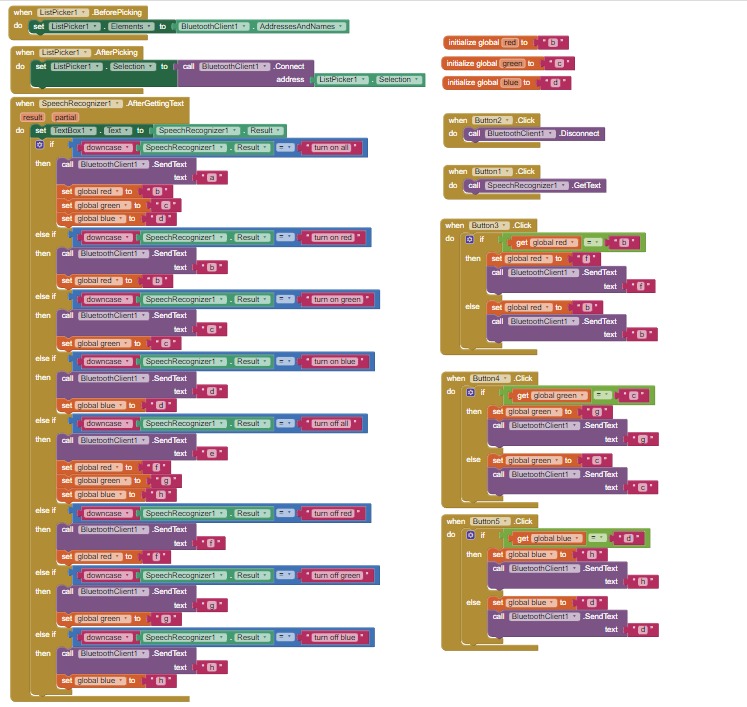 when ListPicker1 .BeforePicking
do set ListPicker1 . Elements to BluetoothClient1 . AddressesAndNames
when ListPicker1 .AfterPicking
do set ListPicker1 . Selection to call BluetoothClient1 .Connect
address ListPicker1 . Selection
when SpeechRecognizer1 .AfterGettingText
result partial
do set TextBox1 . Text to SpeechRecognizer1 . Result
if downcase SpeechRecognizer1 . Result = " turn on all "
then call BluetoothClient1 .SendText
text " a "
set global red to " b "
set global green to " c "
set global blue to " d "
else if downcase SpeechRecognizer1 . Result = " turn on red "
then call BluetoothClient1 .SendText
text " b "
set global red to " b "
else if downcase SpeechRecognizer1 . Result = " turn on green "
then call BluetoothClient1 .SendText
text " c "
set global green to " c "
else if downcase SpeechRecognizer1 . Result = " turn on blue "
then call BluetoothClient1 .SendText
text " d "
set global blue to " d "
else if downcase SpeechRecognizer1 . Result = " turn off all "
then call BluetoothClient1 .SendText
text " e "
set global red to " f "
set global green to " g "
set global blue to " h "
else if downcase SpeechRecognizer1 . Result = " turn off red "
then call BluetoothClient1 .SendText
text " f "
set global red to " f "
else if downcase SpeechRecognizer1 . Result = " turn off green "
then call BluetoothClient1 .SendText
text " g "
set global green to " g "
else if downcase SpeechRecognizer1 . Result = " turn off blue "
then call BluetoothClient1 .SendText
text " h "
set global blue to " h "
initialize global red to " b "
initialize global green to " c "
initialize global blue to " d "
when Button2 .Click
do call BluetoothClient1 .Disconnect
when Button1 .Click
do call SpeechRecognizer1 .GetText
when Button3 .Click
do if get global red = " b "
then set global red to " f "
call BluetoothClient1 .SendText
text " f "
else set global red to " b "
call BluetoothClient1 .SendText
text " b "
when Button4 .Click
do if get global green = " c "
then set global green to " g "
call BluetoothClient1 .SendText
text " g "
else set global green to " c "
call BluetoothClient1 .SendText
text " c "
when Button5 .Click
do if get global blue = " d "
then set global blue to " h "
call BluetoothClient1 .SendText
text " h "
else set global blue to " d "
call BluetoothClient1 .SendText
text " d "